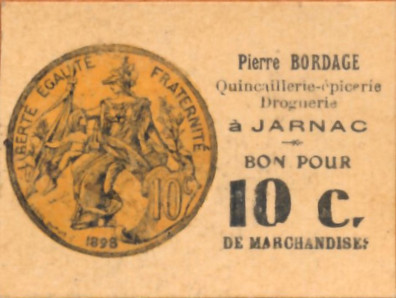 LIBERTÉ ÉGALITÉ FRATERNITÉ
10
1898
Pierre BORDAGE
Quincaillerie-épicerie
Droguerie
à JARNAC
BON POUR
10 c.
DE MARCHANDISES